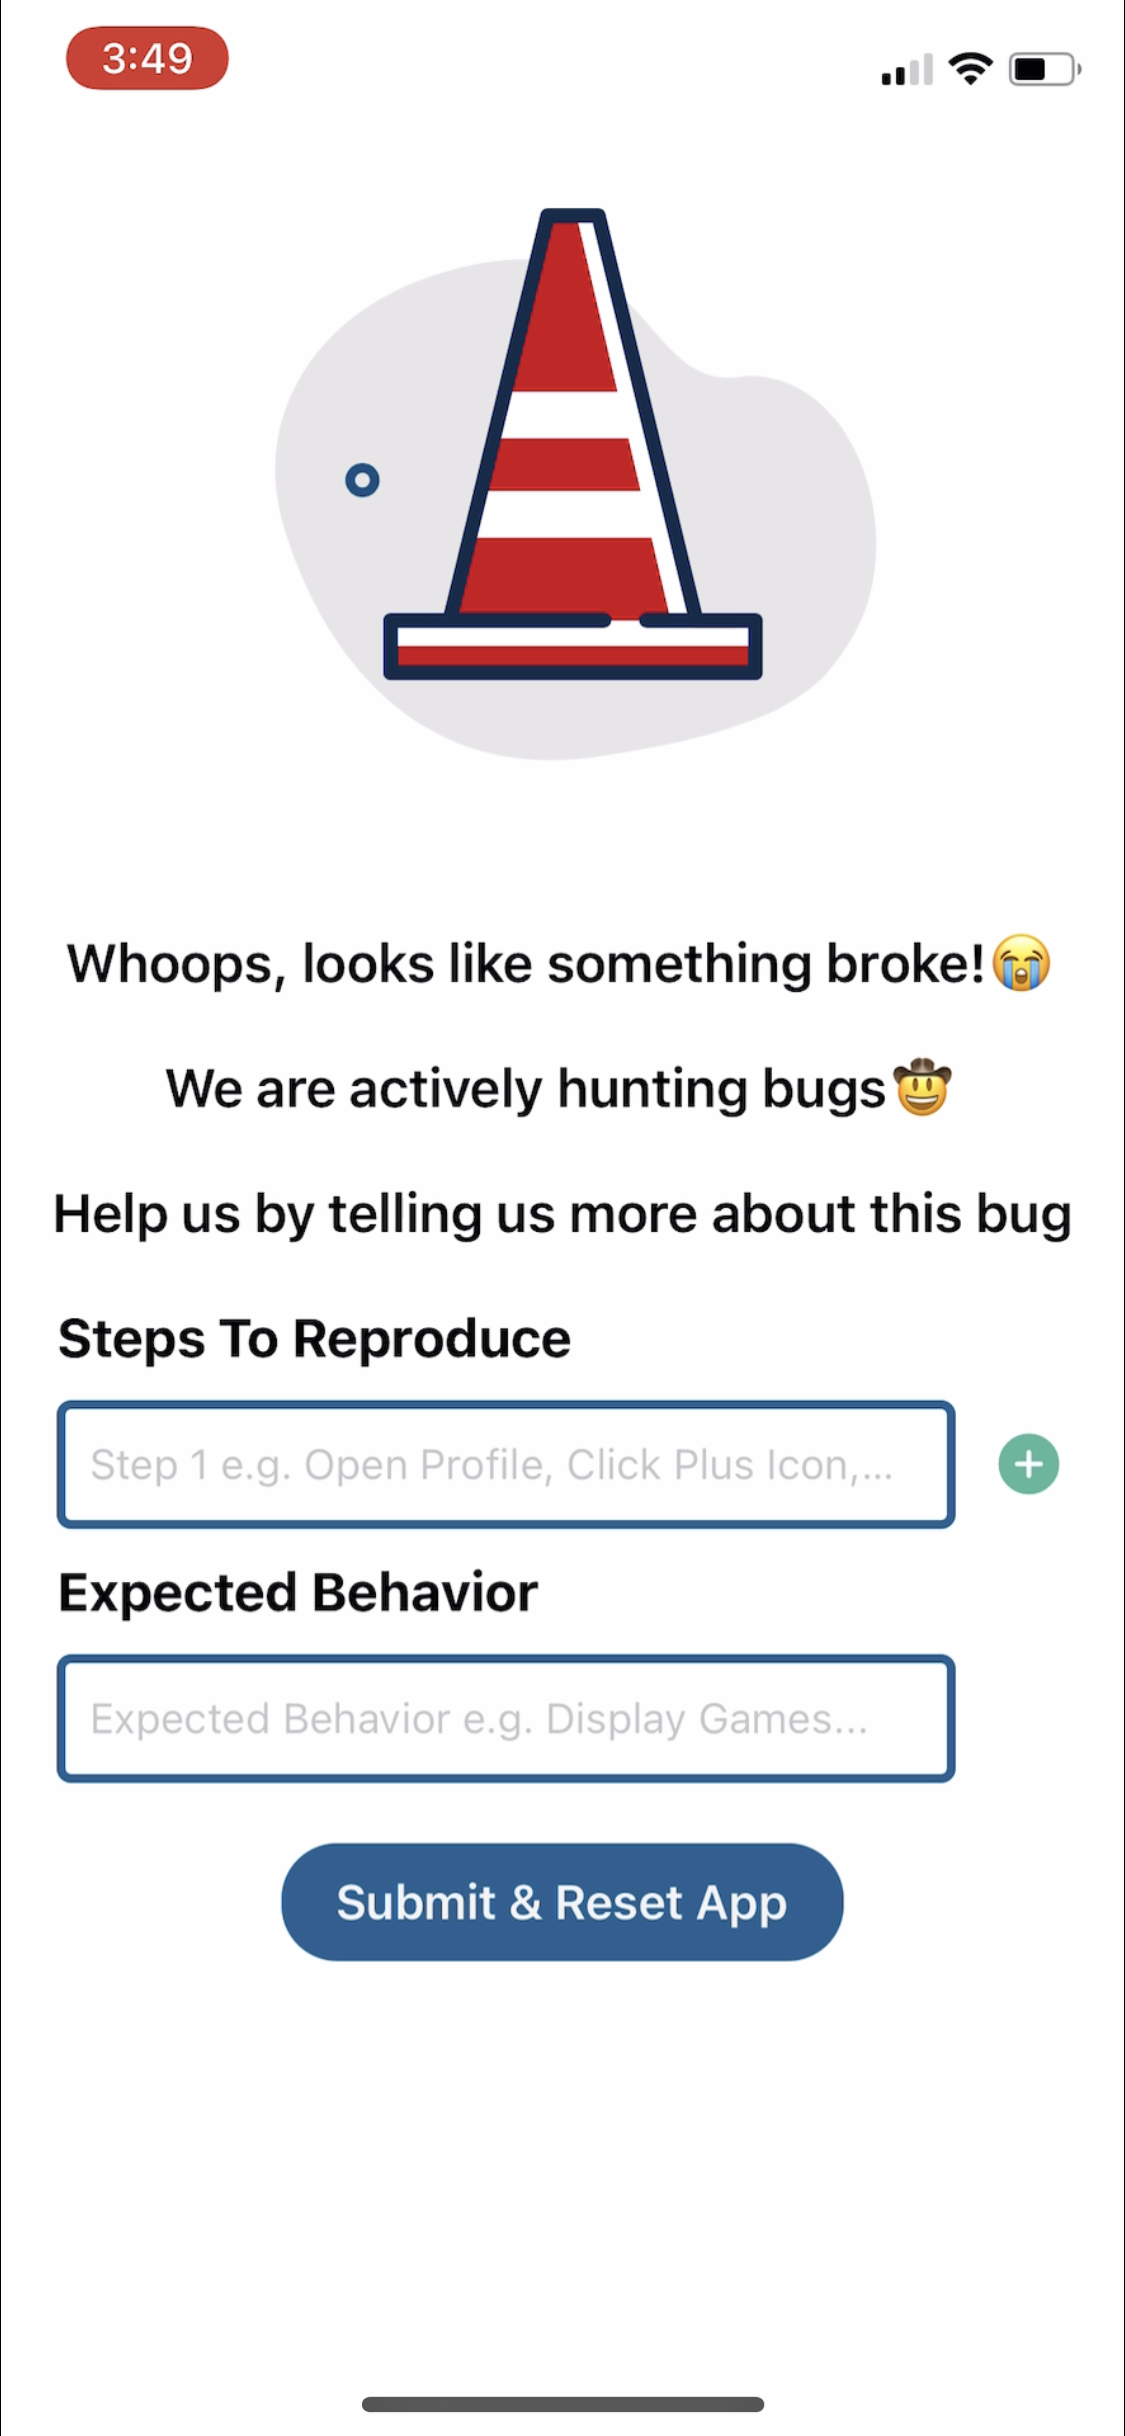 3:49
Whoops, looks like something broke!😭
We are actively hunting bugs🤠
Help us by telling us more about this bug
Steps To Reproduce
Step 1 e.g. Open Profile, Click Plus Icon,...
Expected Behavior
Expected Behavior e.g. Display Games...
Submit & Reset App